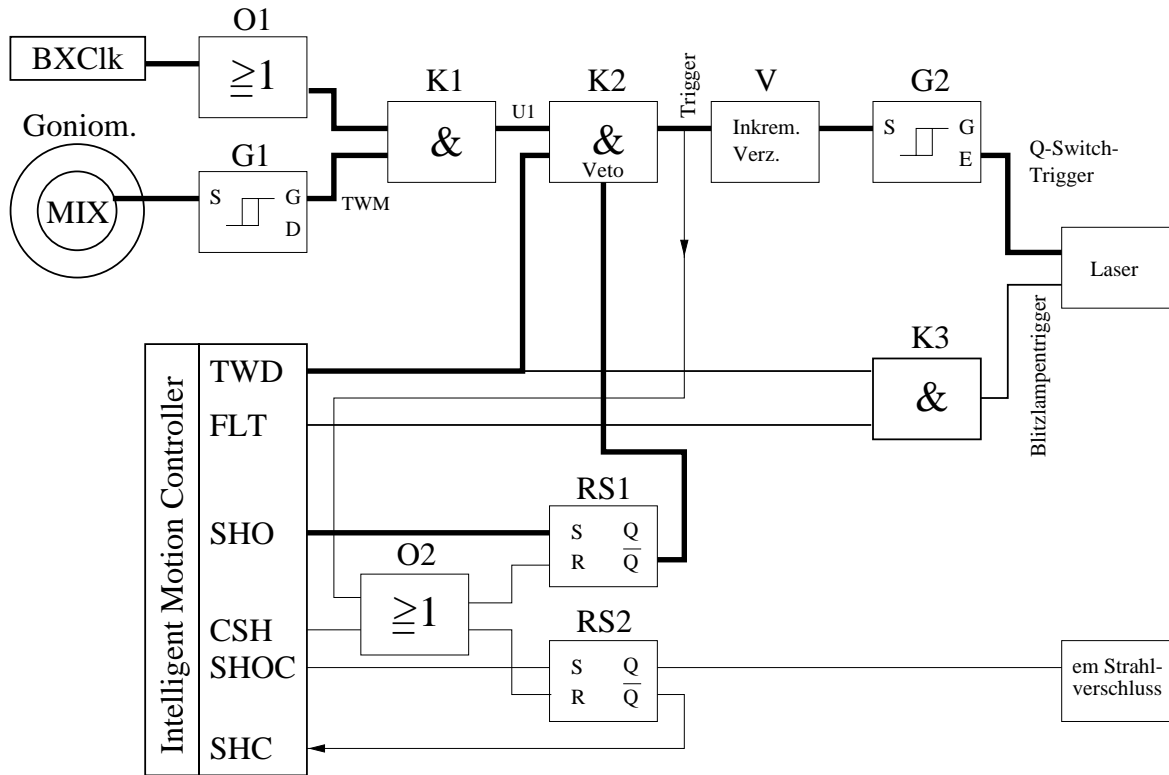 O1
BXClk
≧1
K1
&
U1
K2
&
Veto
Trigger
V
Inkrem.
Verz.
G2
S
G
E
Q-Switch-
Trigger
Goniom.
MIX
G1
S
G
D
TWM
Laser
Blitzlampentrigger
K3
&
Intelligent Motion Controller
TWD
FLT
SHO
CSH
SHOC
SHC
RS1
S
Q
R
Q
O2
≧1
RS2
S
Q
R
Q
em Strahl-
verschluss